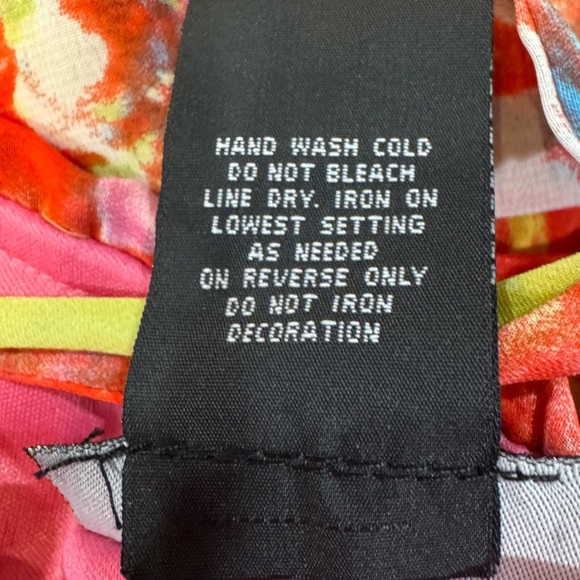 HAND WASH COLD
DO NOT BLEACH
LINE DRY. IRON ON
LOWEST SETTING
AS NEEDED
ON REVERSE ONLY
DO NOT IRON
DECORATION